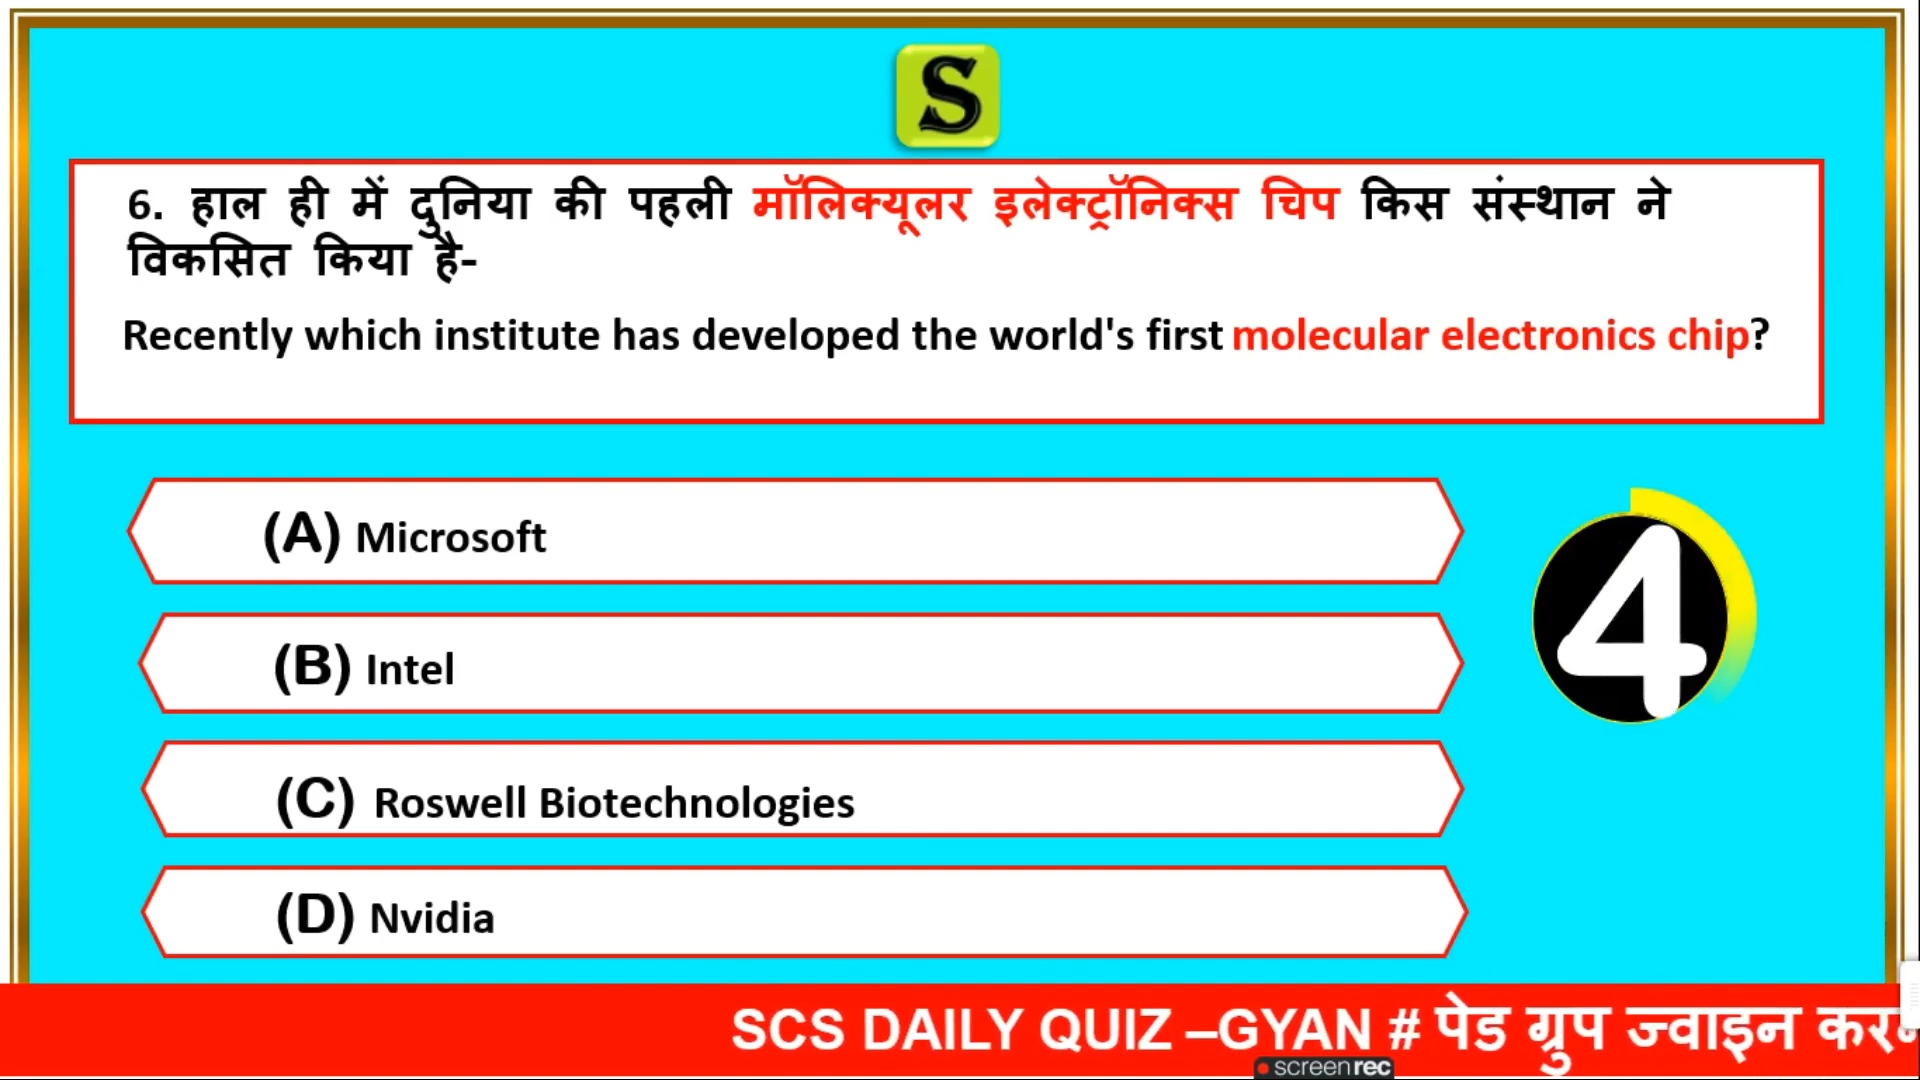 S
6. हाल ही में दुनिया की पहली मॉलिक्यूलर इलेक्ट्रॉनिक्स चिप किस संस्थान ने
विकसित किया है-
Recently which institute has developed the world's first molecular electronics chip?
(A) Microsoft
4
(B) Intel
(C) Roswell Biotechnologies
(D) Nvidia
SCS DAILY QUIZ –GYAN # पेड ग्रुप ज्वाइन
screenrec